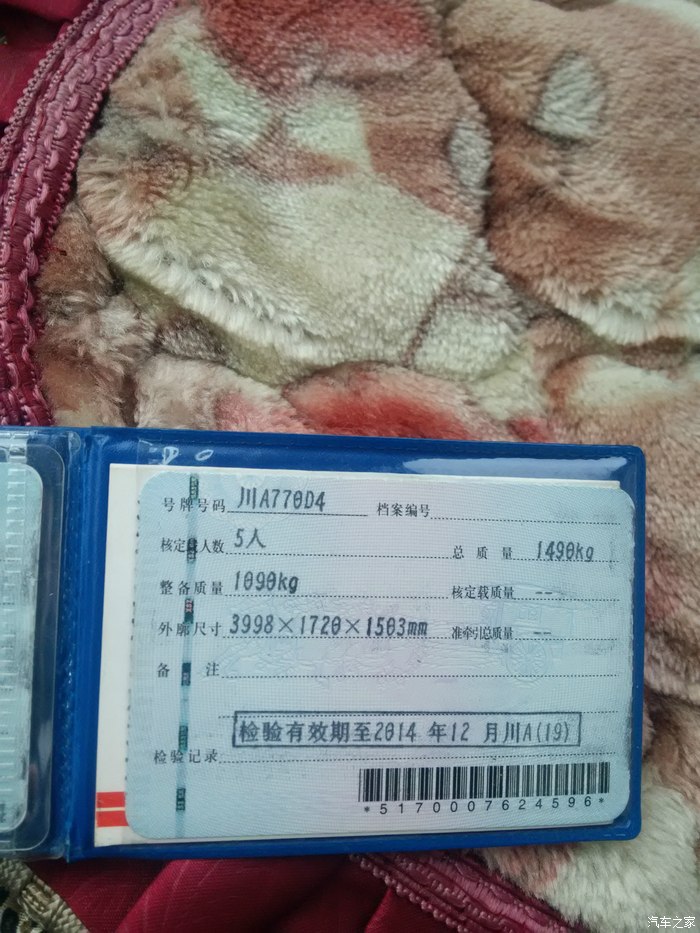 号牌号码 川A770D4 档案编号
核定 人数 5人 总 质 量 1490kg
整备质量 1090kg 核定载质量 --
外廓尺寸 3998×1720×1503mm 准牵引总质量 --
备 注
检验有效期至2014 年12 月川A(19)
检验记录
*5170007624596*
汽车之家